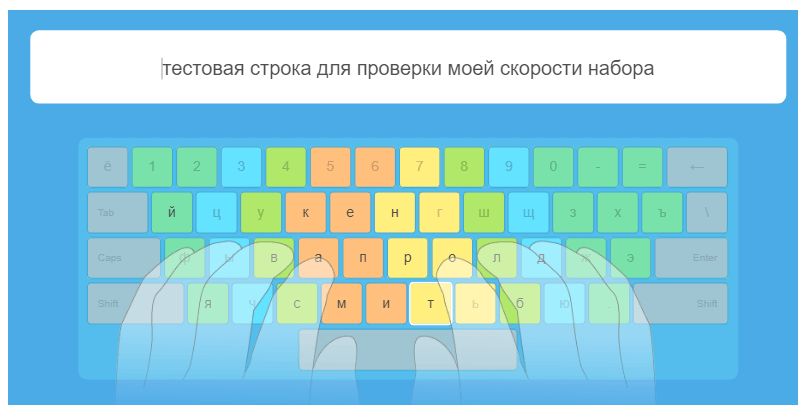 тестовая строка для проверки моей скорости набора
ё 1 2 3 4 5 6 7 8 9 0 - = ←
Tab й ц у к е н г ш щ з х ъ \
Caps ф ы в а п р о л д ж э Enter
Shift я ч с м и т ь б ю . Shift